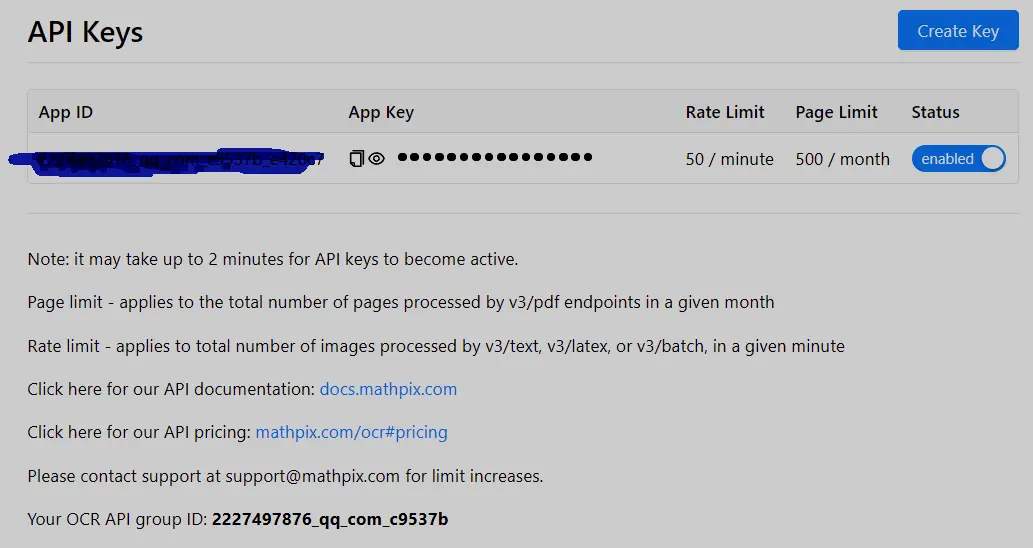 API Keys
Create Key
App ID App Key Rate Limit Page Limit Status
50 / minute 500 / month enabled
Note: it may take up to 2 minutes for API keys to become active.
Page limit - applies to the total number of pages processed by v3/pdf endpoints in a given month
Rate limit - applies to total number of images processed by v3/text, v3/latex, or v3/batch, in a given minute
Click here for our API documentation: docs.mathpix.com
Click here for our API pricing: mathpix.com/ocr#pricing
Please contact support at support@mathpix.com for limit increases.
Your OCR API group ID: 2227497876_qq_com_c9537b